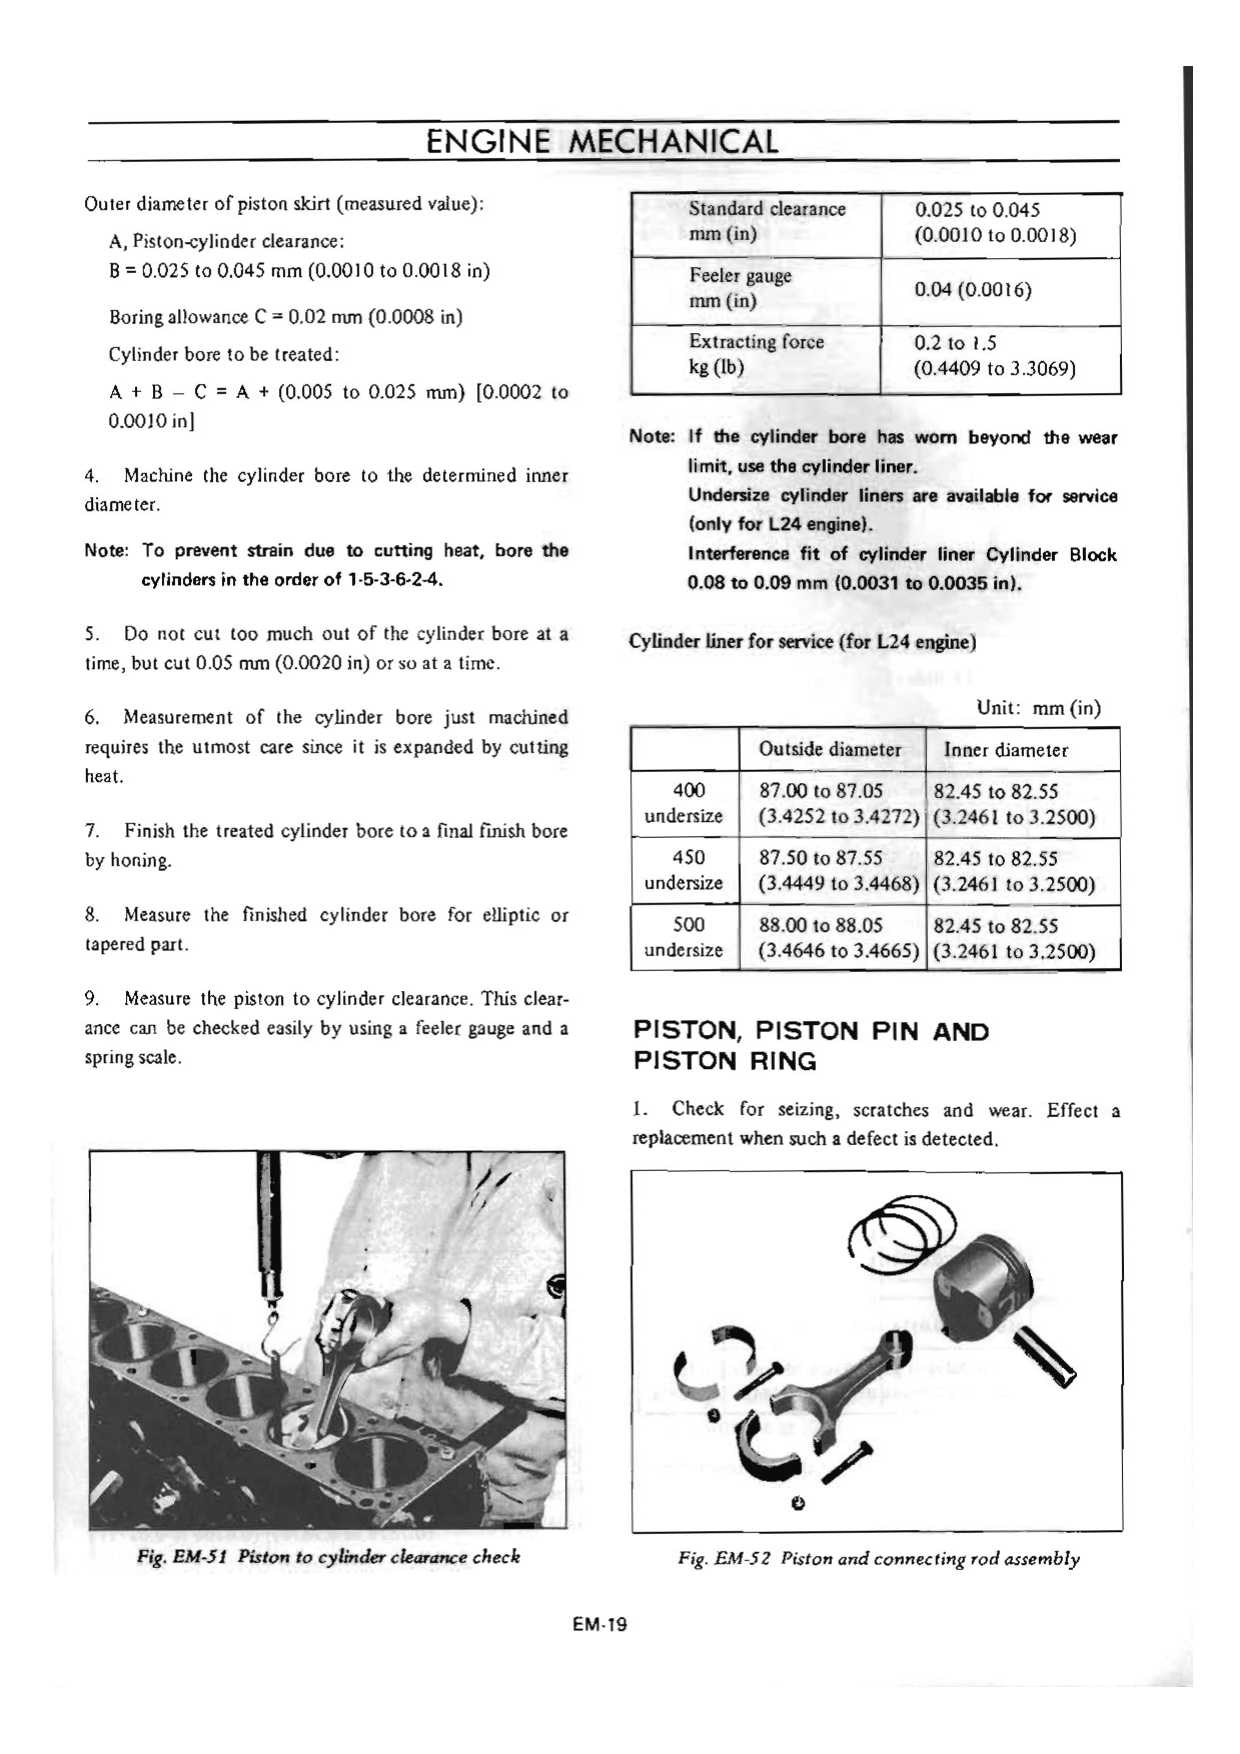 ENGINE MECHANICAL
Outer diameter of piston skirt (measured value):
A, Piston-cylinder clearance:
B = 0.025 to 0.045 mm (0.0010 to 0.0018 in)
Boring allowance C = 0.02 mm (0.0008 in)
Cylinder bore to be treated:
A + B – C = A + (0.005 to 0.025 mm) [0.0002 to
0.0010 in]
4. Machine the cylinder bore to the determined inner
diameter.
Note: To prevent strain due to cutting heat, bore the
cylinders in the order of 1-5-3-6-2-4.
5. Do not cut too much out of the cylinder bore at a
time, but cut 0.05 mm (0.0020 in) or so at a time.
6. Measurement of the cylinder bore just machined
requires the utmost care since it is expanded by cutting
heat.
7. Finish the treated cylinder bore to a final finish bore
by honing.
8. Measure the finished cylinder bore for elliptic or
tapered part.
9. Measure the piston to cylinder clearance. This clear-
ance can be checked easily by using a feeler gauge and a
spring scale.
Fig. EM-51 Piston to cylinder clearance check
Standard clearance 0.025 to 0.045
mm (in) (0.0010 to 0.0018)
Feeler gauge
mm (in) 0.04 (0.0016)
Extracting force 0.2 to 1.5
kg (lb) (0.4409 to 3.3069)
Note: If the cylinder bore has worn beyond the wear
limit, use the cylinder liner.
Undersize cylinder liners are available for service
(only for L24 engine).
Interference fit of cylinder liner Cylinder Block
0.08 to 0.09 mm (0.0031 to 0.0035 in).
Cylinder liner for service (for L24 engine)
Unit: mm (in)
Outside diameter Inner diameter
400 87.00 to 87.05 82.45 to 82.55
undersize (3.4252 to 3.4272) (3.2461 to 3.2500)
450 87.50 to 87.55 82.45 to 82.55
undersize (3.4449 to 3.4468) (3.2461 to 3.2500)
500 88.00 to 88.05 82.45 to 82.55
undersize (3.4646 to 3.4665) (3.2461 to 3.2500)
PISTON, PISTON PIN AND
PISTON RING
1. Check for seizing, scratches and wear. Effect a
replacement when such a defect is detected.
Fig. EM-52 Piston and connecting rod assembly
EM-19